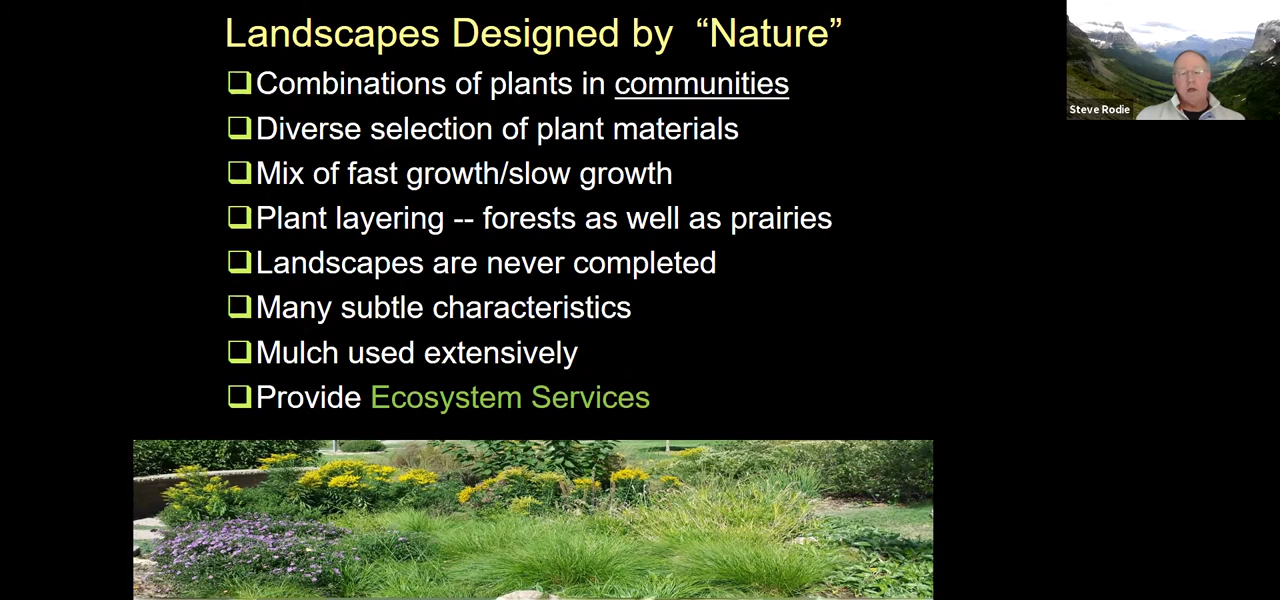 Landscapes Designed by “Nature”
Combinations of plants in communities
Diverse selection of plant materials
Mix of fast growth/slow growth
Plant layering -- forests as well as prairies
Landscapes are never completed
Many subtle characteristics
Mulch used extensively
Provide Ecosystem Services
Steve Rodie